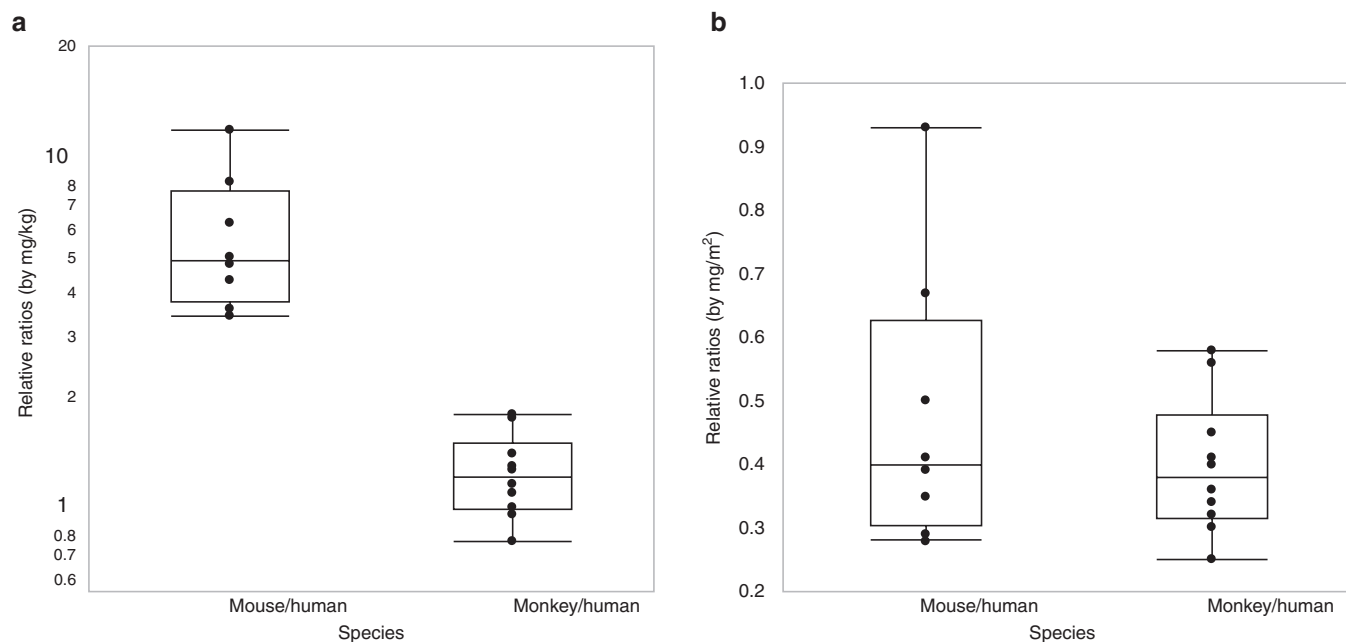 a
Relative ratios (by mg/kg)
20
10
8
7
6
5
4
3
2
1
0.8
0.7
0.6
Mouse/human
Monkey/human
Species
b
Relative ratios (by mg/m²)
1.0
0.9
0.8
0.7
0.6
0.5
0.4
0.3
0.2
Mouse/human
Monkey/human
Species